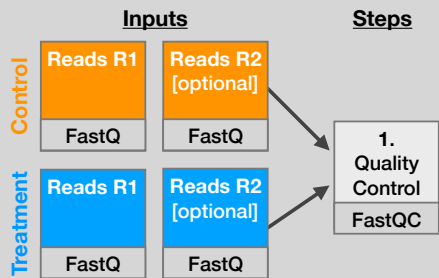 Inputs
Steps
Control
Reads R1
FastQ
Reads R2
[optional]
FastQ
Treatment
Reads R1
FastQ
Reads R2
[optional]
FastQ
1.
Quality
Control
FastQC